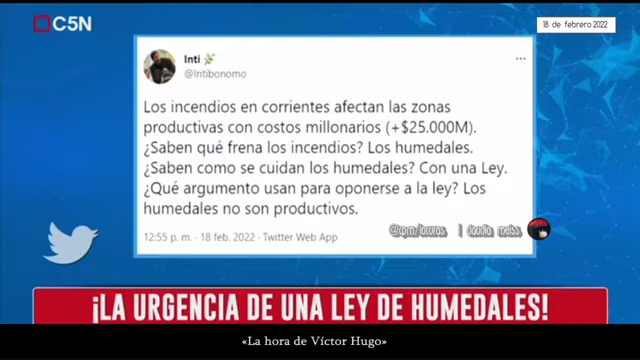 C5N
18 de febrero 2022
Inti
@Intibonomo
Los incendios en corrientes afectan las zonas
productivas con costos millonarios (+$25.000M).
¿Saben qué frena los incendios? Los humedales.
¿Saben como se cuidan los humedales? Con una Ley.
¿Qué argumento usan para oponerse a la ley? Los
humedales no son productivos.
12:55 p. m. · 18 feb. 2022 · Twitter Web App
¡LA URGENCIA DE UNA LEY DE HUMEDALES!
«La hora de Víctor Hugo»